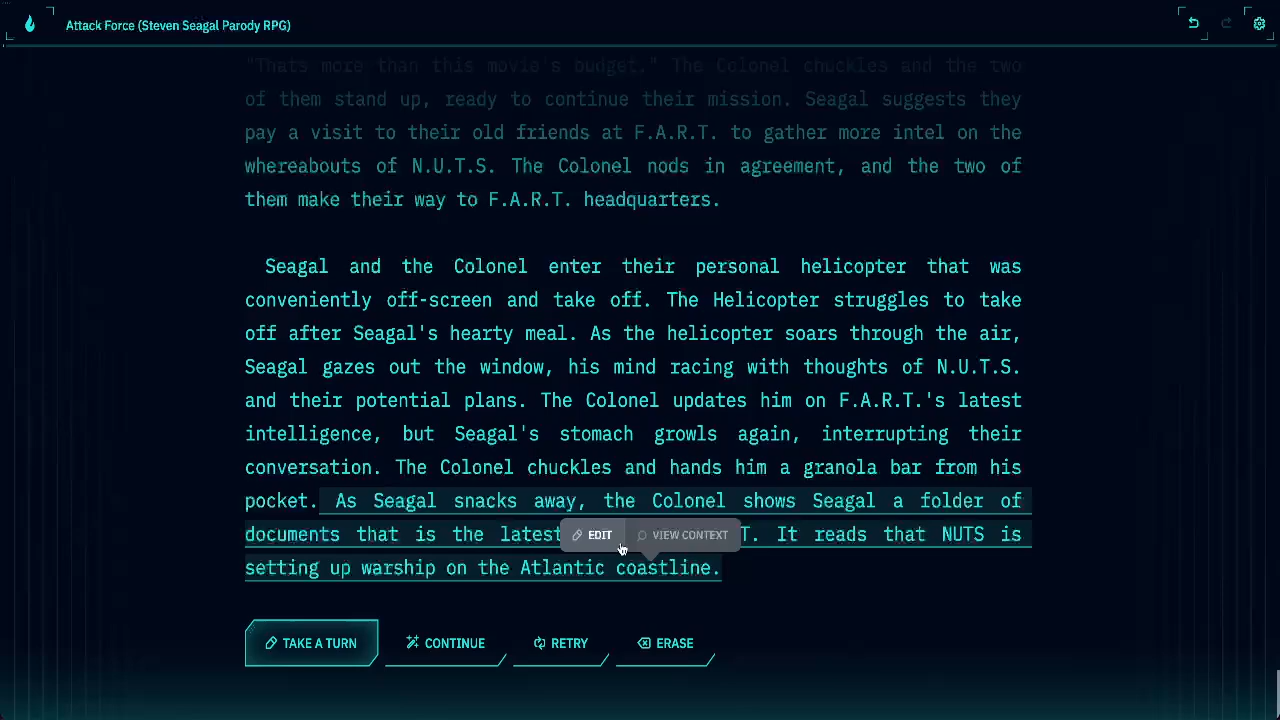 Attack Force (Steven Seagal Parody RPG)
"Thats more than this movie's budget." The Colonel chuckles and the two
of them stand up, ready to continue their mission. Seagal suggests they
pay a visit to their old friends at F.A.R.T. to gather more intel on the
whereabouts of N.U.T.S. The Colonel nods in agreement, and the two of
them make their way to F.A.R.T. headquarters.
Seagal and the Colonel enter their personal helicopter that was
conveniently off-screen and take off. The Helicopter struggles to take
off after Seagal's hearty meal. As the helicopter soars through the air,
Seagal gazes out the window, his mind racing with thoughts of N.U.T.S.
and their potential plans. The Colonel updates him on F.A.R.T.'s latest
intelligence, but Seagal's stomach growls again, interrupting their
conversation. The Colonel chuckles and hands him a granola bar from his
pocket. As Seagal snacks away, the Colonel shows Seagal a folder of
documents that is the latest T. It reads that NUTS is
EDIT VIEW CONTEXT
setting up warship on the Atlantic coastline.
TAKE A TURN CONTINUE RETRY ERASE